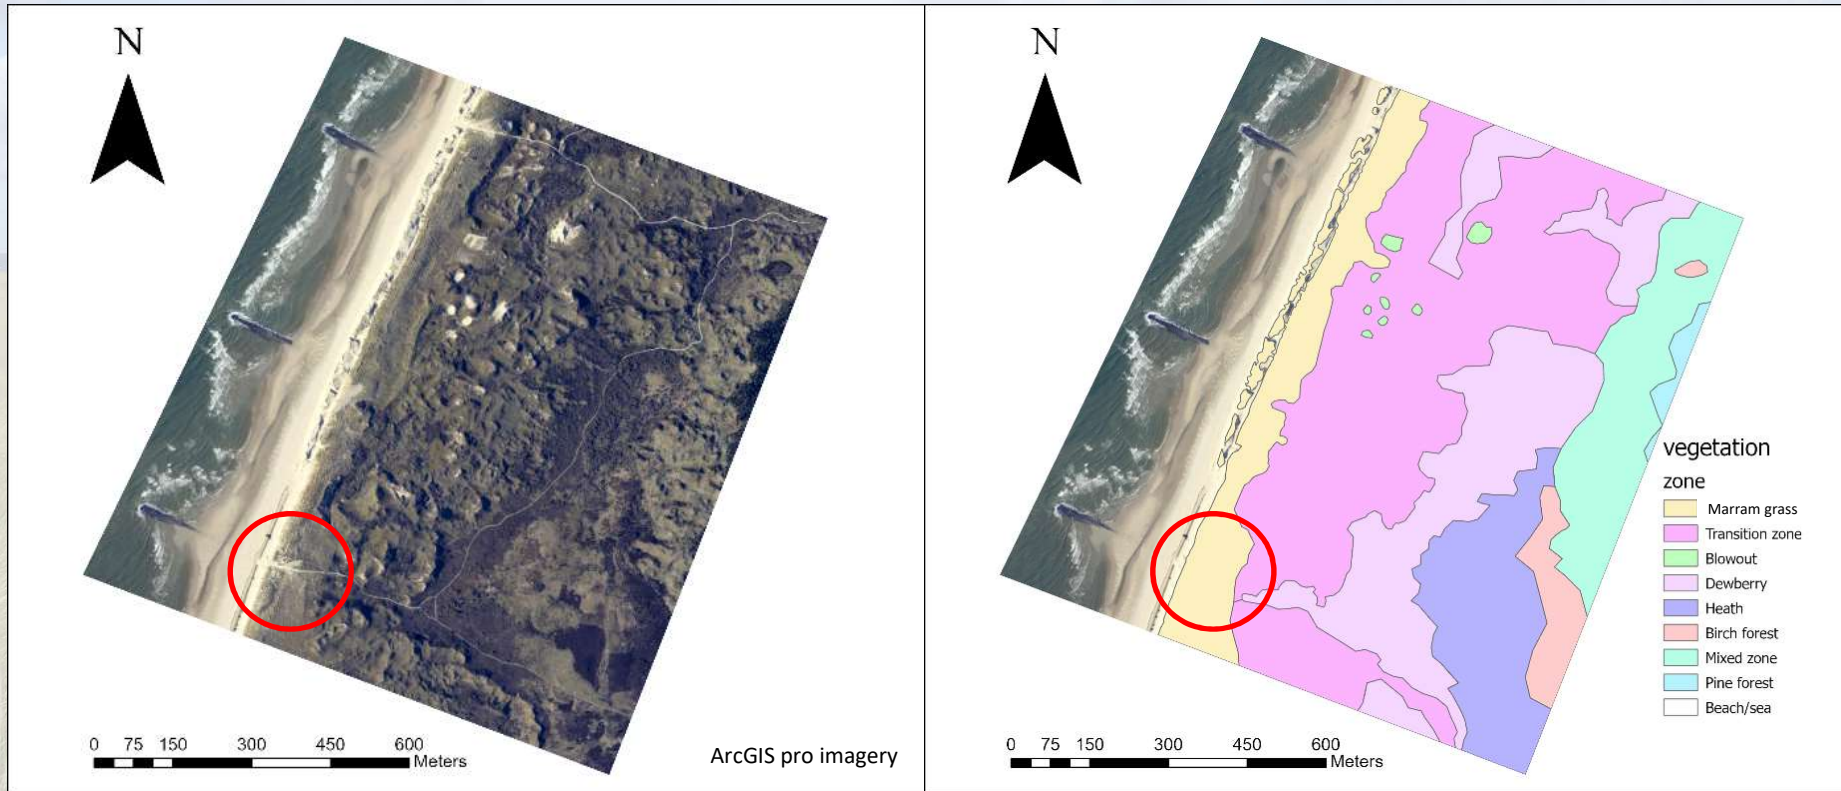 N
0 75 150 300 450 600
Meters
ArcGIS pro imagery
N
vegetation
zone
Marram grass
Transition zone
Blowout
Dewberry
Heath
Birch forest
Mixed zone
Pine forest
Beach/sea
0 75 150 300 450 600
Meters